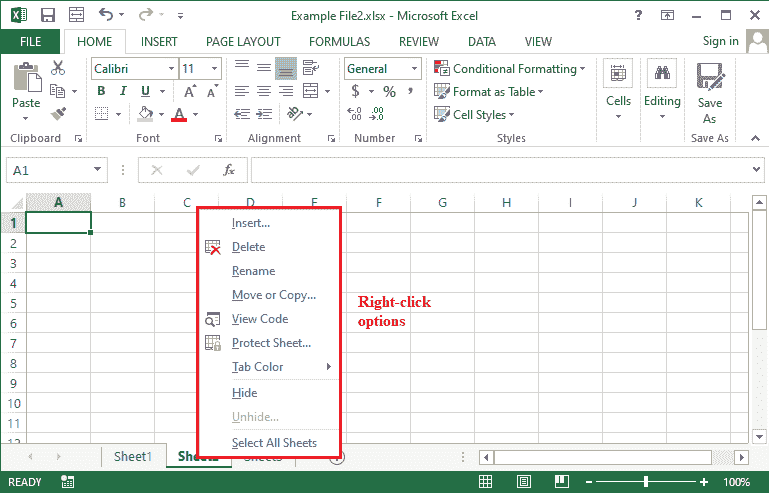 Example File2.xlsx - Microsoft Excel
FILE HOME INSERT PAGE LAYOUT FORMULAS REVIEW DATA VIEW Sign in
Calibri 11 General Conditional Formatting
Paste B I U A A $ % , Format as Table Cells Editing Save As
A .00 .0 Cell Styles
Clipboard Font Alignment Number Styles Save As
A1 fx
A B C D E F G H I J K
1
2
3
4
5
6
7
8
9
10
11
Insert...
Delete
Rename
Move or Copy...
View Code
Protect Sheet...
Tab Color
Hide
Unhide...
Select All Sheets
Right-click
options
Sheet1
READY 100%